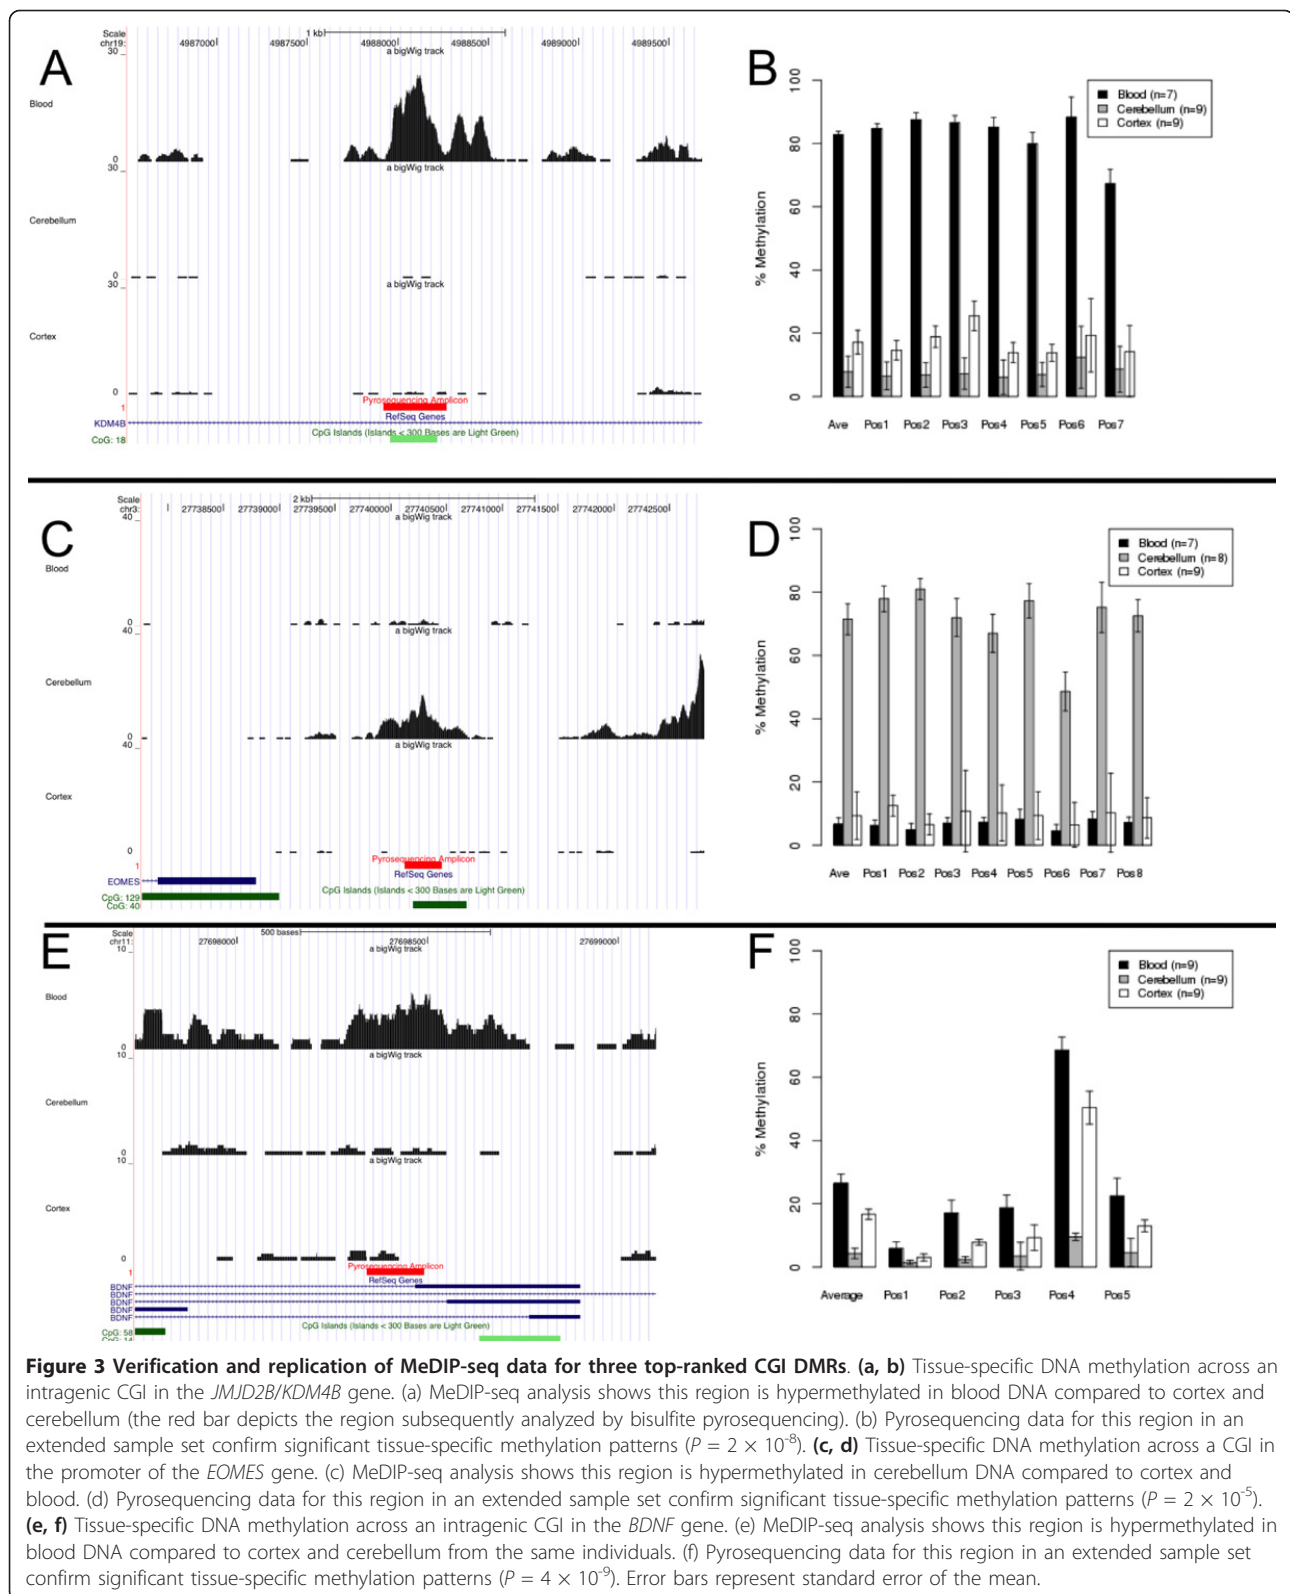 A
Scale
chr19:
1 kb
4987000
4987500
4988000
4988500
4989000
4989500
30
a bigWig track
Blood
0
30
a bigWig track
Cerebellum
0
30
a bigWig track
Cortex
0
Pyrosequencing Amplicon
1
RefSeq Genes
KDM4B
CpG Islands (Islands < 300 Bases are Light Green)
CpG: 18
B
% Methylation
100
80
60
40
20
0
Blood (n=7)
Cerebellum (n=9)
Cortex (n=9)
Ave Pos1 Pos2 Pos3 Pos4 Pos5 Pos6 Pos7
C
Scale
chr3:
2 kb
27738500
27739000
27739500
27740000
27740500
27741000
27741500
27742000
27742500
40
a bigWig track
Blood
0
40
a bigWig track
Cerebellum
0
40
a bigWig track
Cortex
0
Pyrosequencing Amplicon
1
RefSeq Genes
EOMES
CpG Islands (Islands < 300 Bases are Light Green)
CpG: 129
CpG: 40
D
% Methylation
100
80
60
40
20
0
Blood (n=7)
Cerebellum (n=8)
Cortex (n=9)
Ave Pos1 Pos2 Pos3 Pos4 Pos5 Pos6 Pos7 Pos8
E
Scale
chr11:
500 bases
27698000
27698500
27699000
10
a bigWig track
Blood
0
10
a bigWig track
Cerebellum
0
10
a bigWig track
Cortex
0
Pyrosequencing Amplicon
1
RefSeq Genes
BDNF
BDNF
BDNF
BDNF
BDNF
CpG Islands (Islands < 300 Bases are Light Green)
CpG: 58
F
% Methylation
100
80
60
40
20
0
Blood (n=9)
Cerebellum (n=9)
Cortex (n=9)
Average Pos1 Pos2 Pos3 Pos4 Pos5
Figure 3 Verification and replication of MeDIP-seq data for three top-ranked CGI DMRs. (a, b) Tissue-specific DNA methylation across an
intragenic CGI in the JMJD2B/KDM4B gene. (a) MeDIP-seq analysis shows this region is hypermethylated in blood DNA compared to cortex and
cerebellum (the red bar depicts the region subsequently analyzed by bisulfite pyrosequencing). (b) Pyrosequencing data for this region in an
extended sample set confirm significant tissue-specific methylation patterns (P = 2 × 10⁻⁸). (c, d) Tissue-specific DNA methylation across a CGI in
the promoter of the EOMES gene. (c) MeDIP-seq analysis shows this region is hypermethylated in cerebellum DNA compared to cortex and
blood. (d) Pyrosequencing data for this region in an extended sample set confirm significant tissue-specific methylation patterns (P = 2 × 10⁻⁵).
(e, f) Tissue-specific DNA methylation across an intragenic CGI in the BDNF gene. (e) MeDIP-seq analysis shows this region is hypermethylated in
blood DNA compared to cortex and cerebellum from the same individuals. (f) Pyrosequencing data for this region in an extended sample set
confirm significant tissue-specific methylation patterns (P = 4 × 10⁻⁹). Error bars represent standard error of the mean.